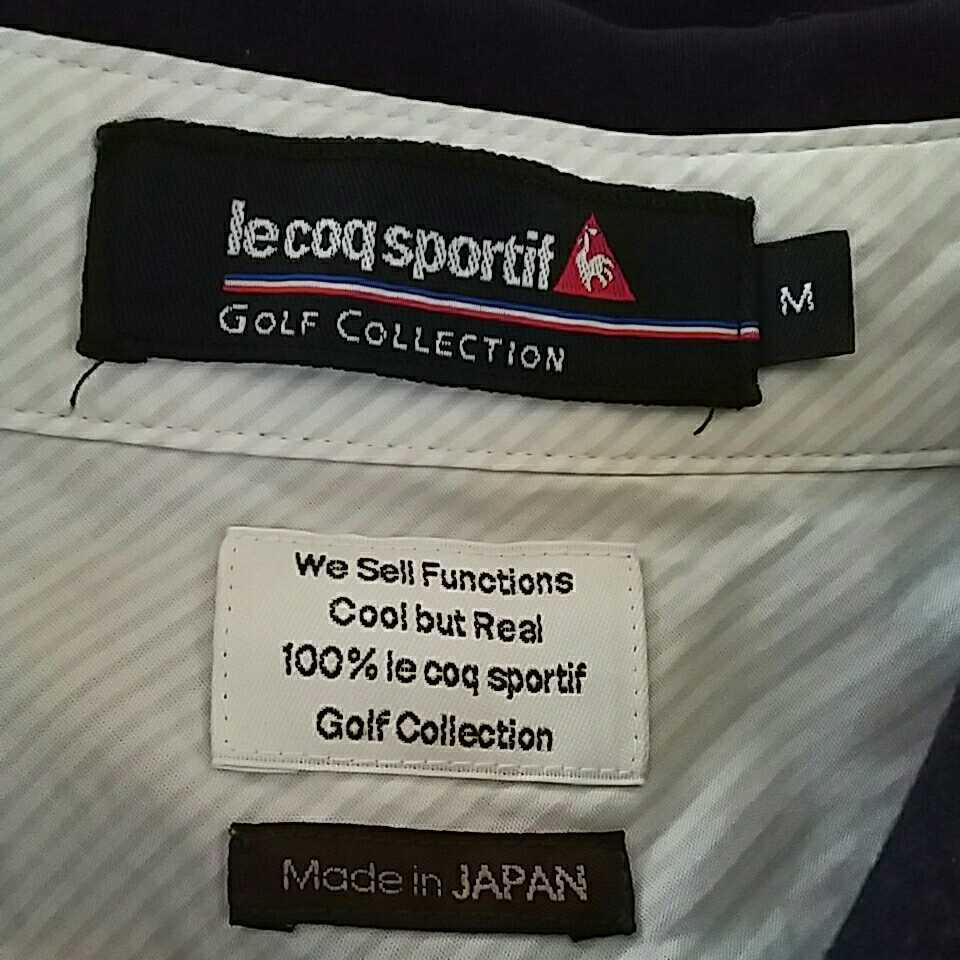 le coq sportif
GOLF COLLECTION
M
We Sell Functions
Cool but Real
100% le coq sportif
Golf Collection
Made in JAPAN